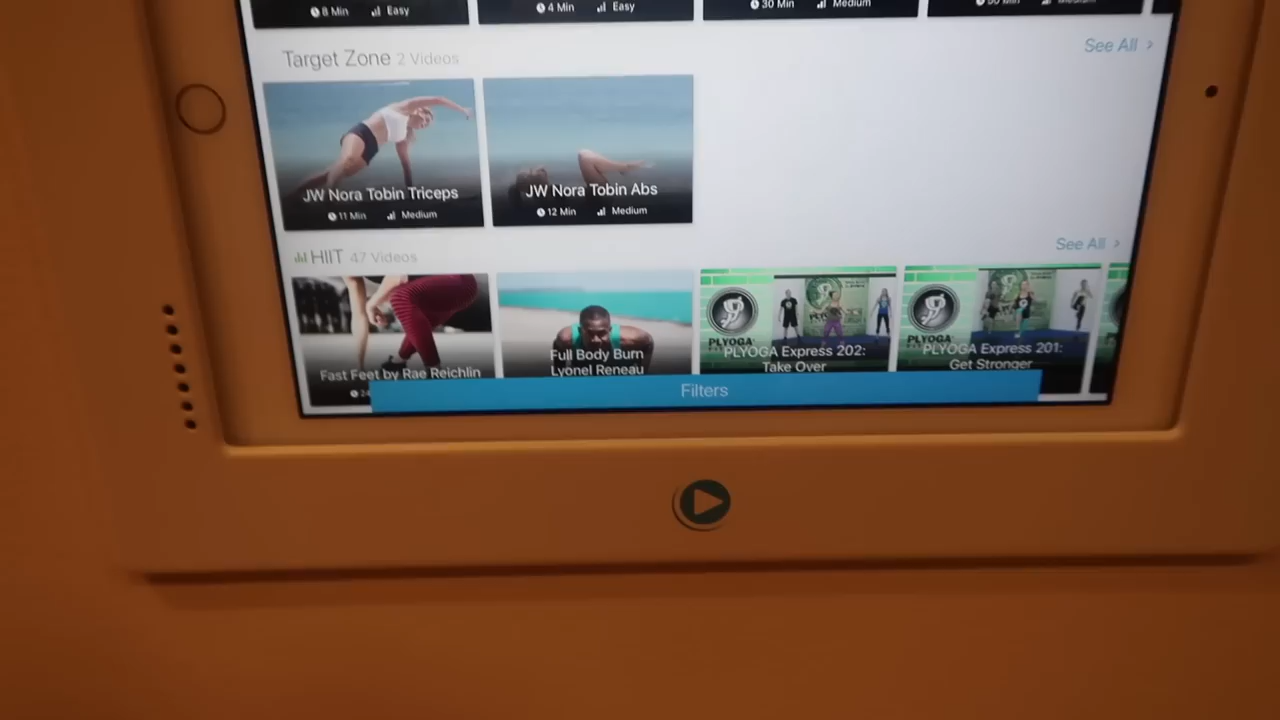 8 Min Easy
4 Min Easy
30 Min Medium
Medium
Target Zone 2 Videos
See All >
JW Nora Tobin Triceps
11 Min Medium
JW Nora Tobin Abs
12 Min Medium
HIIT 47 Videos
See All >
Fast Feet by Rae Reichlin
Full Body Burn
Lyonel Reneau
PLYOGA
PLYOGA Express 202:
Take Over
PLYOGA
PLYOGA Express 201:
Get Stronger
Filters